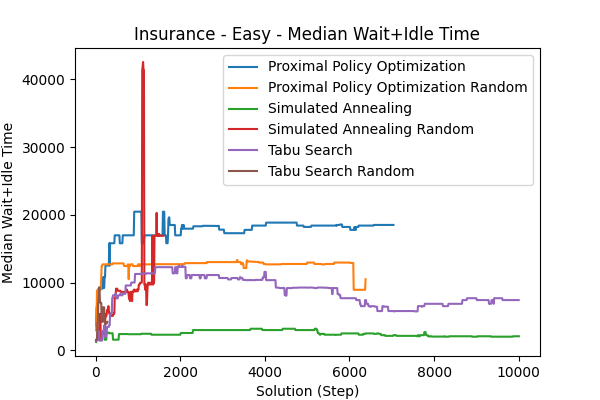 Insurance - Easy - Median Wait+Idle Time
Median Wait+Idle Time
40000
30000
20000
10000
0
Proximal Policy Optimization
Proximal Policy Optimization Random
Simulated Annealing
Simulated Annealing Random
Tabu Search
Tabu Search Random
0 2000 4000 6000 8000 10000
Solution (Step)